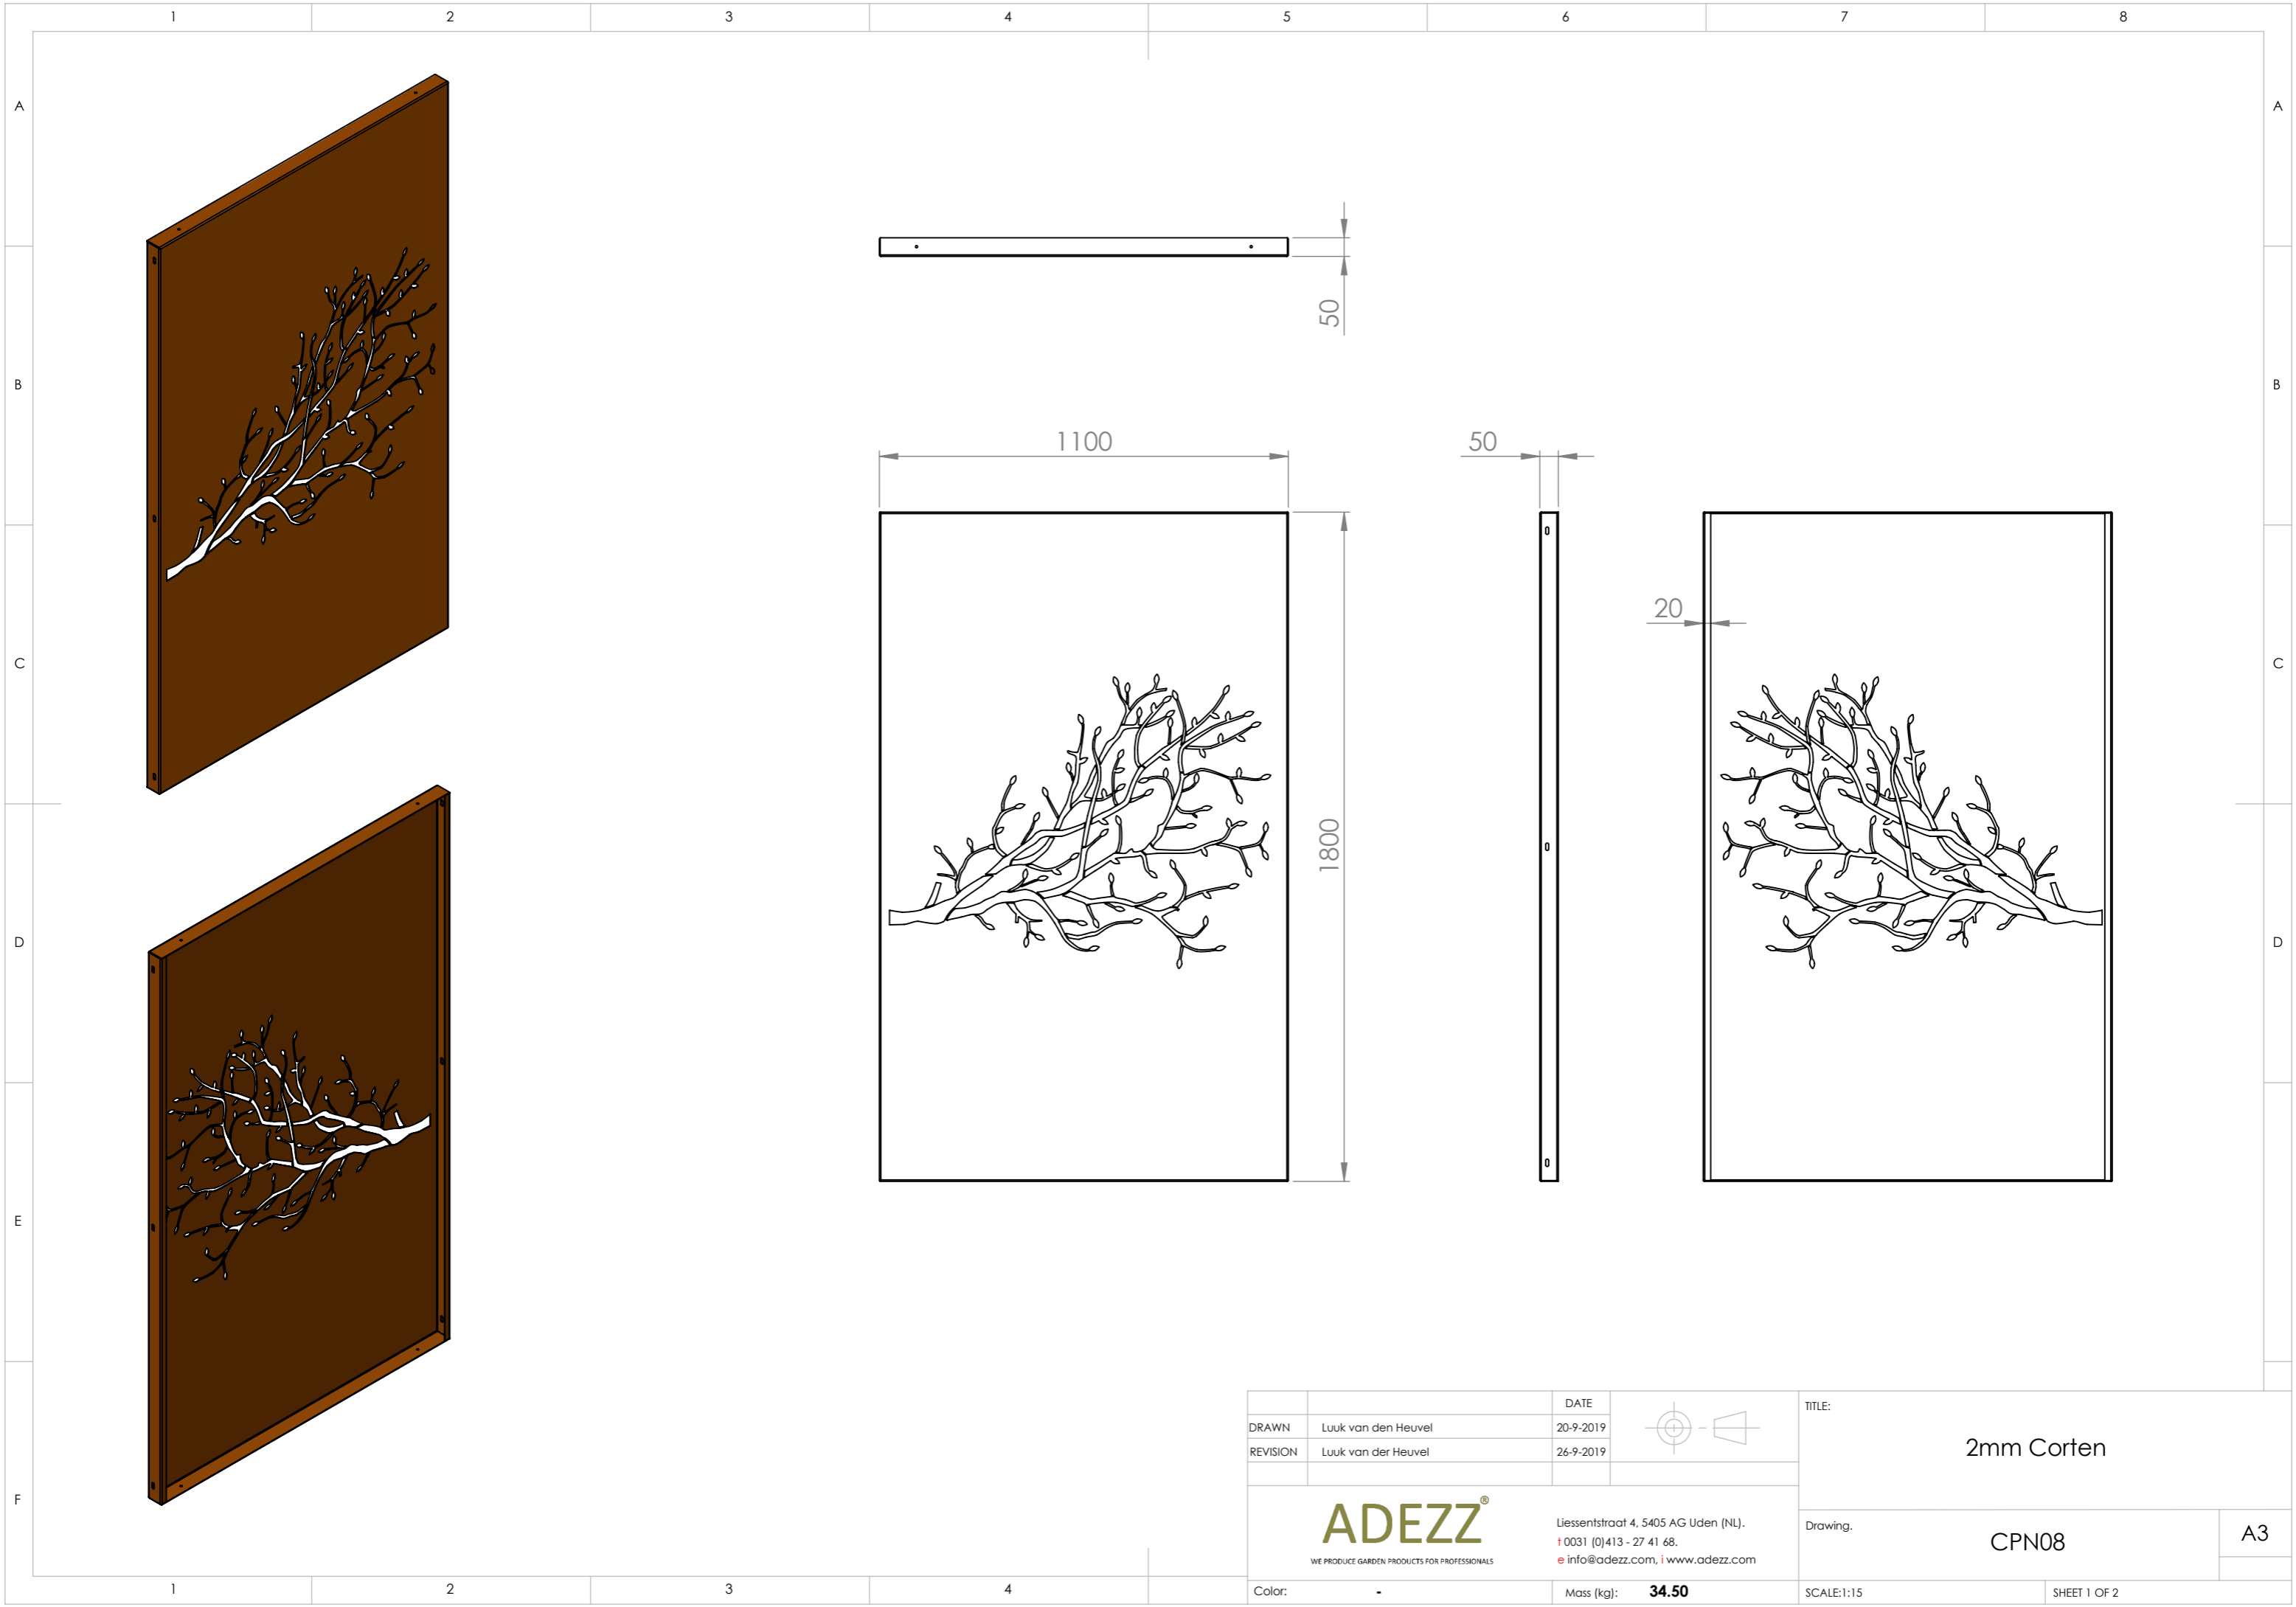 1 2 3 4 5 6 7 8
A A
B B
C C
D D
E
F
1 2 3 4
50
1100
50
1800
20
DATE
DRAWN Luuk van den Heuvel 20-9-2019
REVISION Luuk van der Heuvel 26-9-2019
TITLE:
2mm Corten
ADEZZ®
WE PRODUCE GARDEN PRODUCTS FOR PROFESSIONALS
Liessentstraat 4, 5405 AG Uden (NL).
t 0031 (0)413 - 27 41 68.
e info@adezz.com, i www.adezz.com
Drawing.
CPN08
A3
Color: -
Mass (kg): 34.50
SCALE:1:15
SHEET 1 OF 2